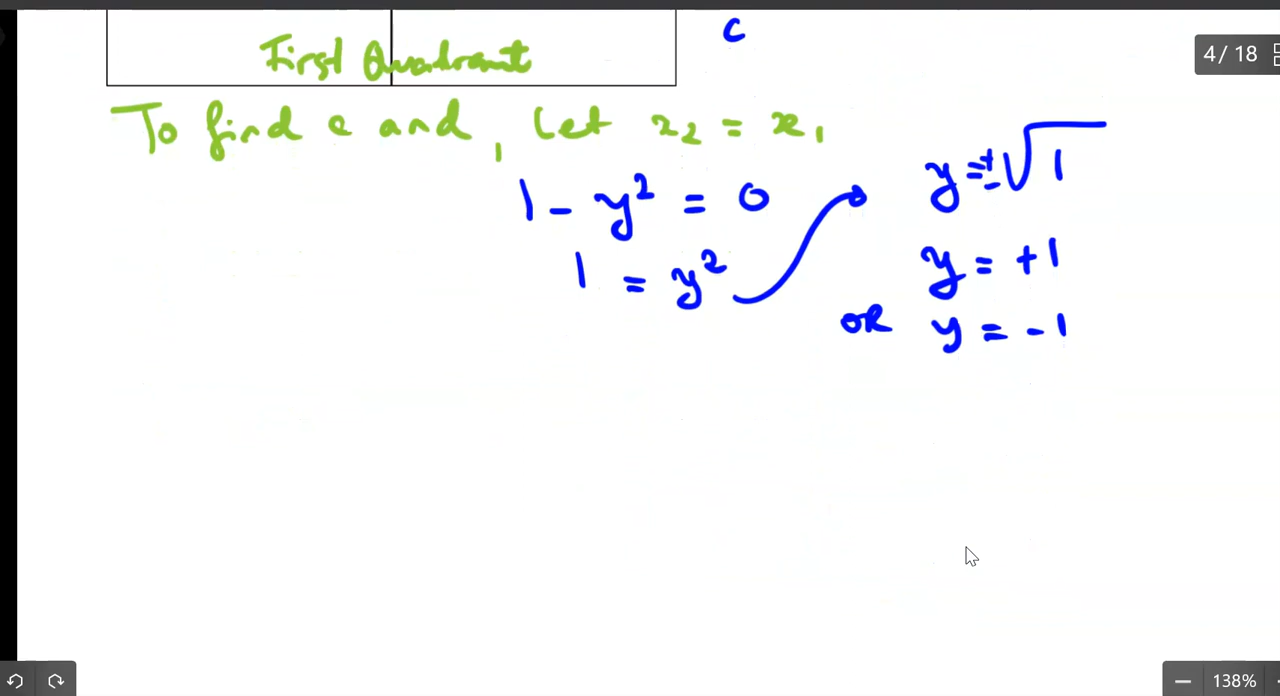 c
4 / 18
First Quadrant
To find c and, Let x₂ = x₁
1 - y² = 0
1 = y²
y = ±√1
y = +1
OR y = -1
138%